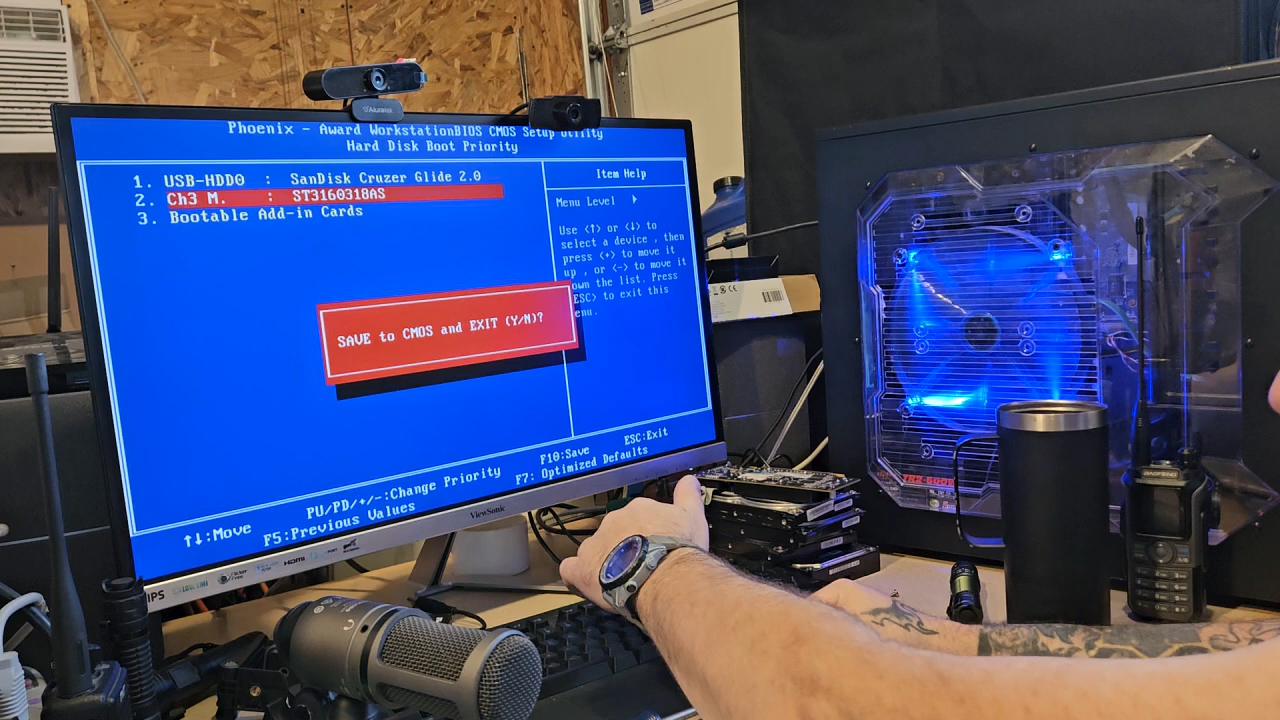 Aluratek
Phoenix - Award WorkstationBIOS CMOS Setup Utility
Hard Disk Boot Priority
1. USB-HDD0 : SanDisk Cruzer Glide 2.0
2. Ch3 M. : ST3160318AS
3. Bootable Add-in Cards
Item Help
Menu Level
Use <↑> or <↓> to
select a device , then
press <+> to move it
up , or <-> to move it
own the list. Press
ESC> to exit this
enu.
SAVE to CMOS and EXIT (Y/N)?
↑↓:Move
PU/PD/+/-:Change Priority
F10:Save
ESC:Exit
F5:Previous Values
F7: Optimized Defaults
ViewSonic
HDMI
BAOFENG